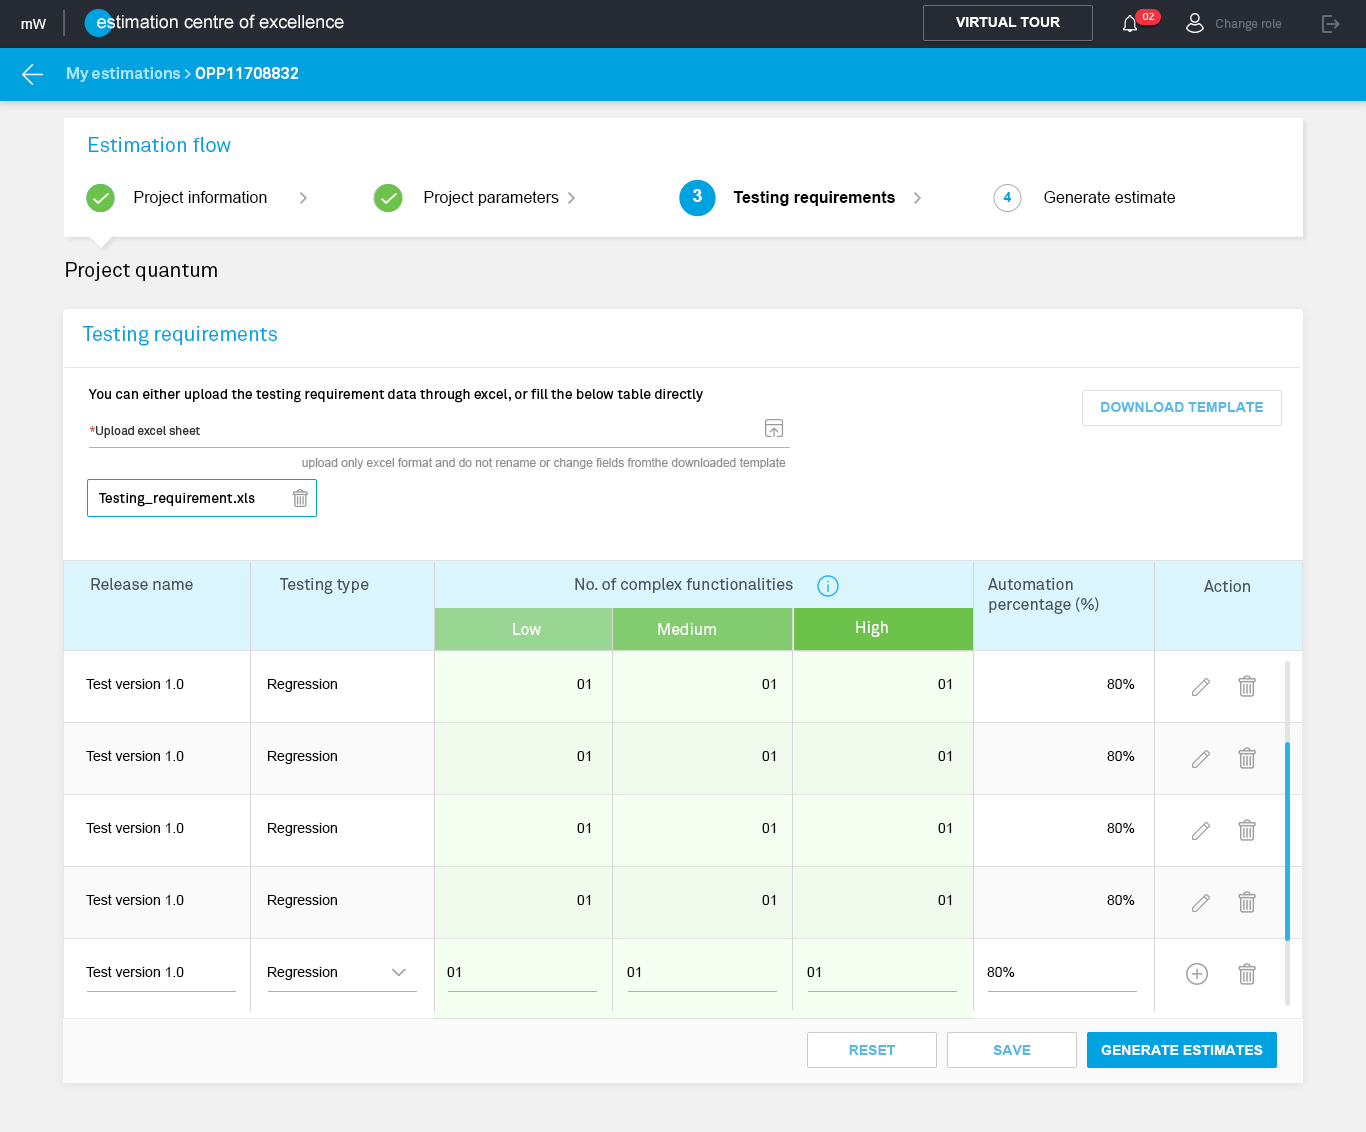 mW
estimation centre of excellence
VIRTUAL TOUR
02
Change role
My estimations > OPP11708832
Estimation flow
Project information
Project parameters
3
Testing requirements
4
Generate estimate
Project quantum
Testing requirements
You can either upload the testing requirement data through excel, or fill the below table directly
DOWNLOAD TEMPLATE
*Upload excel sheet
upload only excel format and do not rename or change fields fromthe downloaded template
Testing_requirement.xls
Release name
Testing type
No. of complex functionalities
i
Automation
percentage (%)
Action
Low
Medium
High
Test version 1.0 Regression 01 01 01 80%
Test version 1.0 Regression 01 01 01 80%
Test version 1.0 Regression 01 01 01 80%
Test version 1.0 Regression 01 01 01 80%
Test version 1.0 Regression 01 01 01 80%
RESET
SAVE
GENERATE ESTIMATES